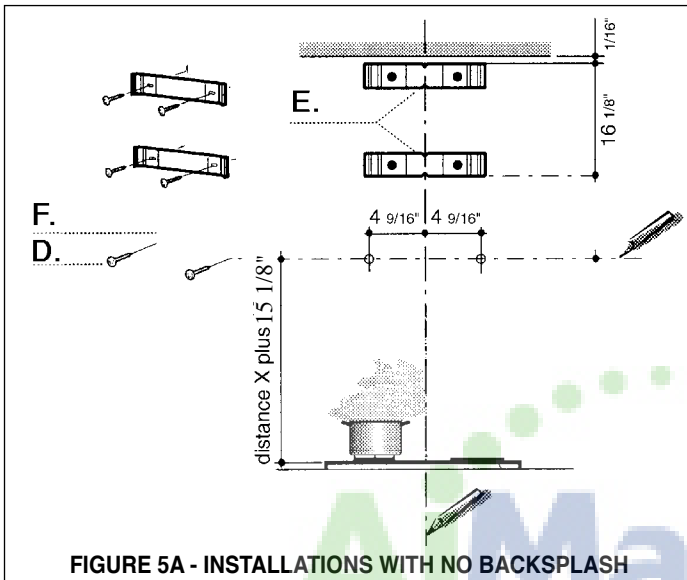 1/16"
E.
16 1/8"
F.
4 9/16" 4 9/16"
D.
distance X plus 15 1/8"
AiMa
FIGURE 5A - INSTALLATIONS WITH NO BACKSPLASH